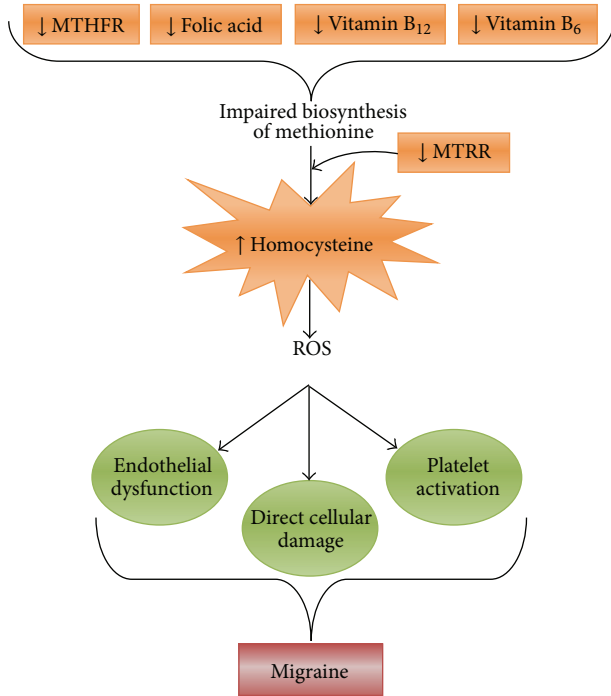 ↓ MTHFR
↓ Folic acid
↓ Vitamin B₁₂
↓ Vitamin B₆
Impaired biosynthesis
of methionine
↓ MTRR
↑ Homocysteine
ROS
Endothelial
dysfunction
Direct cellular
damage
Platelet
activation
Migraine